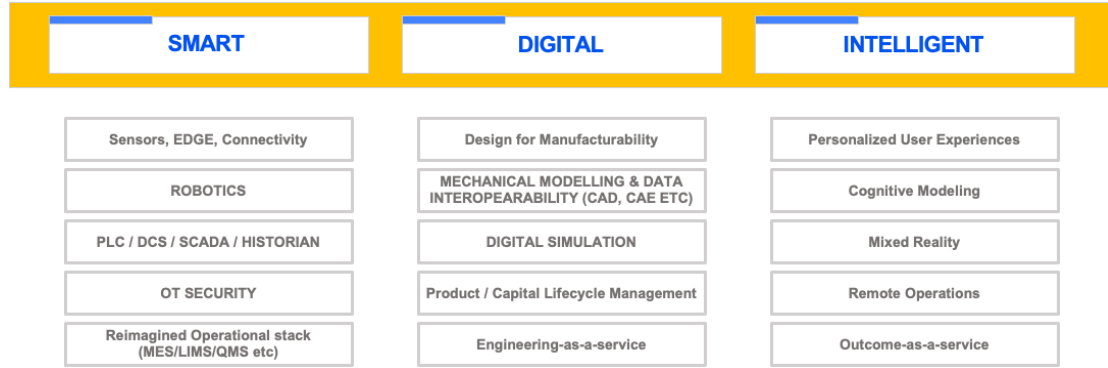 SMART
DIGITAL
INTELLIGENT
Sensors, EDGE, Connectivity
Design for Manufacturability
Personalized User Experiences
ROBOTICS
MECHANICAL MODELLING & DATA
INTEROPEARABILITY (CAD, CAE ETC)
Cognitive Modeling
PLC / DCS / SCADA / HISTORIAN
DIGITAL SIMULATION
Mixed Reality
OT SECURITY
Product / Capital Lifecycle Management
Remote Operations
Reimagined Operational stack
(MES/LIMS/QMS etc)
Engineering-as-a-service
Outcome-as-a-service